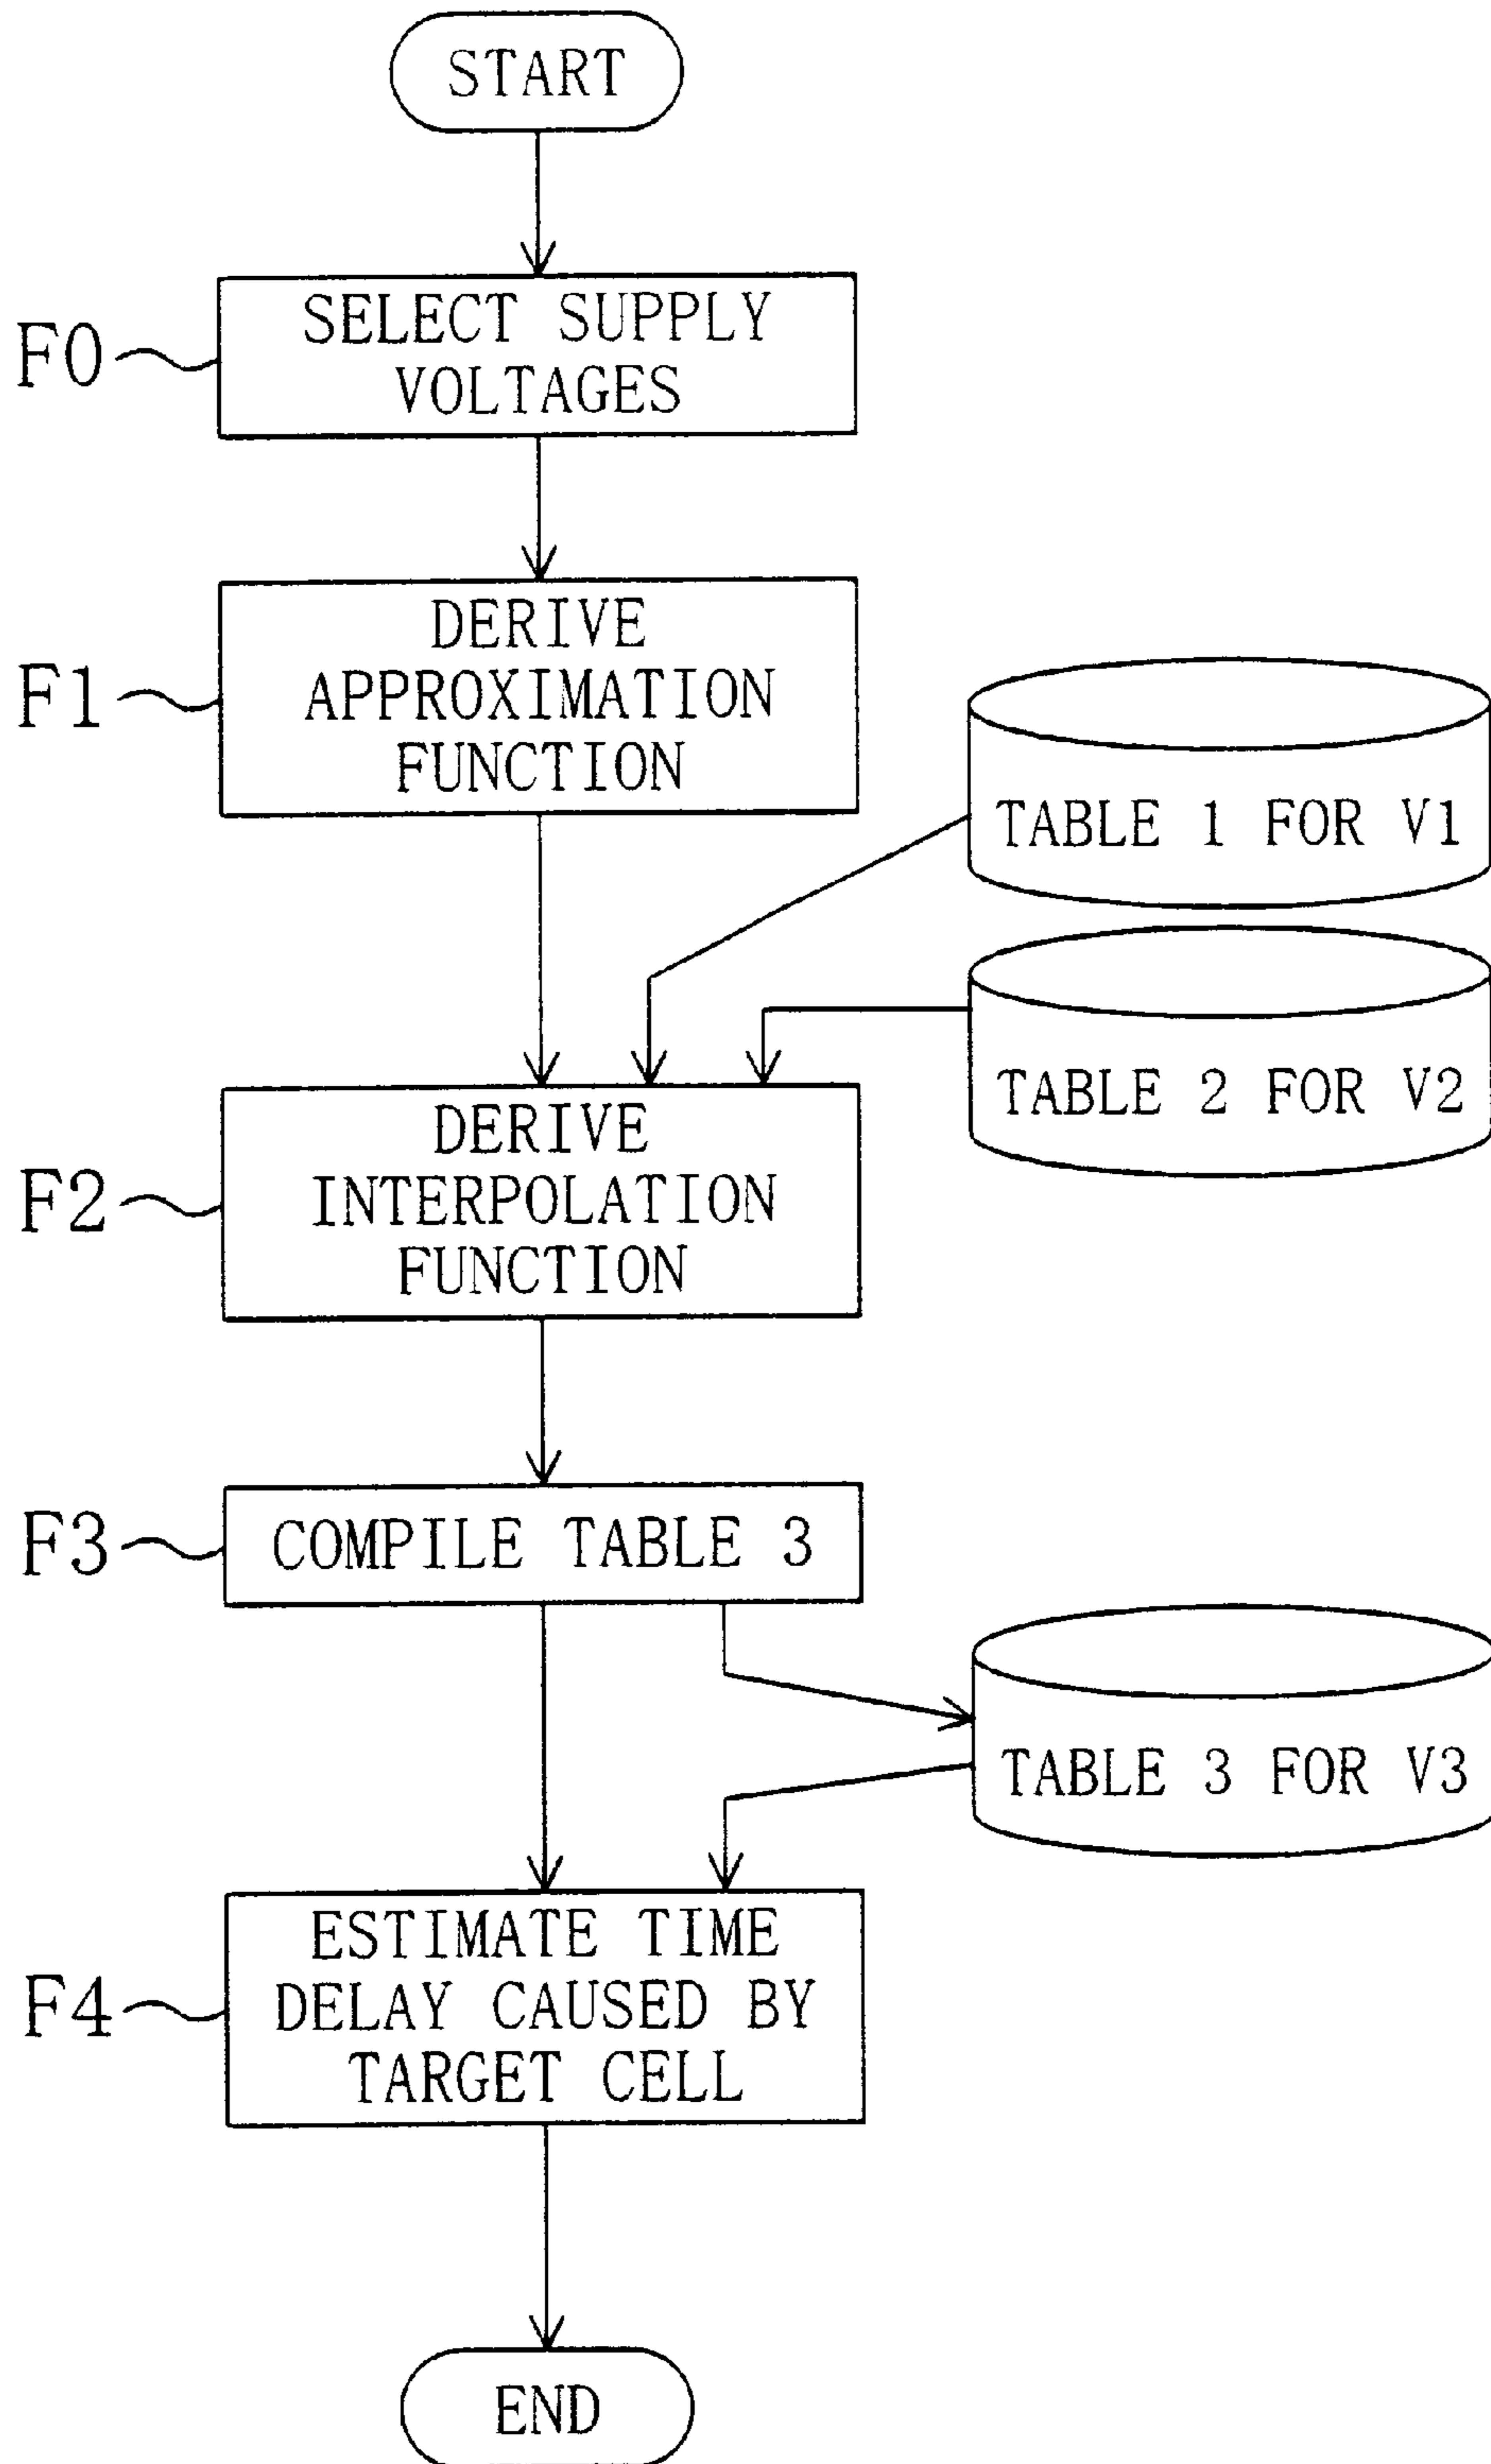 START
F0
SELECT SUPPLY
VOLTAGES
F1
DERIVE
APPROXIMATION
FUNCTION
TABLE 1 FOR V1
TABLE 2 FOR V2
F2
DERIVE
INTERPOLATION
FUNCTION
F3
COMPILE TABLE 3
TABLE 3 FOR V3
F4
ESTIMATE TIME
DELAY CAUSED BY
TARGET CELL
END